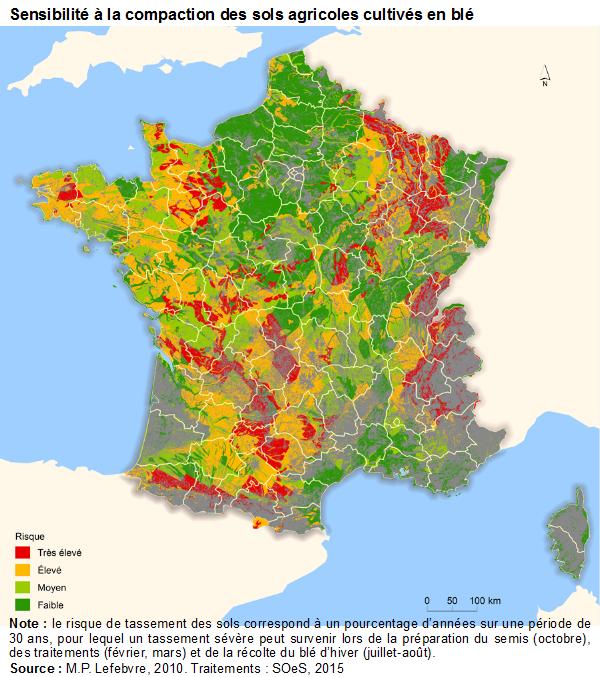 Sensibilité à la compaction des sols agricoles cultivés en blé
N
Risque
Très élevé
Élevé
Moyen
Faible
0 50 100 km
Note : le risque de tassement des sols correspond à un pourcentage d'années sur une période de
30 ans, pour lequel un tassement sévère peut survenir lors de la préparation du semis (octobre),
des traitements (février, mars) et de la récolte du blé d'hiver (juillet-août).
Source : M.P. Lefebvre, 2010. Traitements : SOeS, 2015